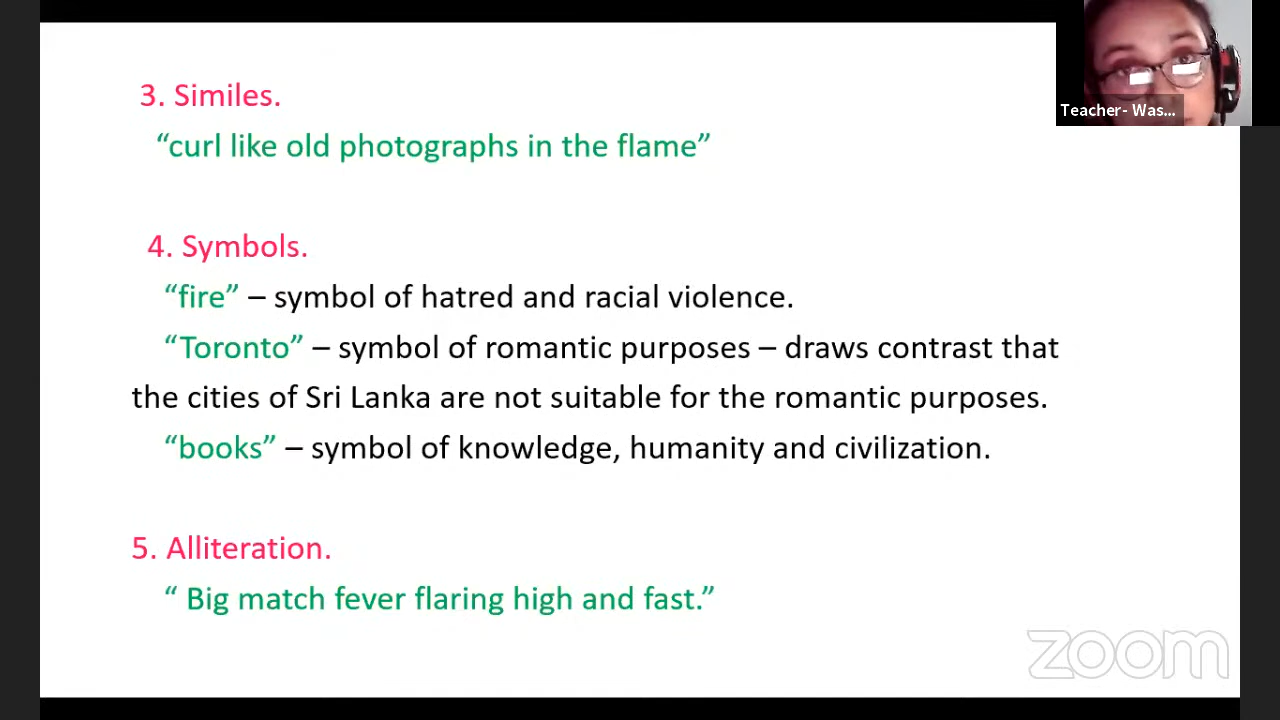 3. Similes.
“curl like old photographs in the flame”
4. Symbols.
“fire” – symbol of hatred and racial violence.
“Toronto” – symbol of romantic purposes – draws contrast that
the cities of Sri Lanka are not suitable for the romantic purposes.
“books” – symbol of knowledge, humanity and civilization.
5. Alliteration.
“ Big match fever flaring high and fast.”
Teacher- Was...
zoom